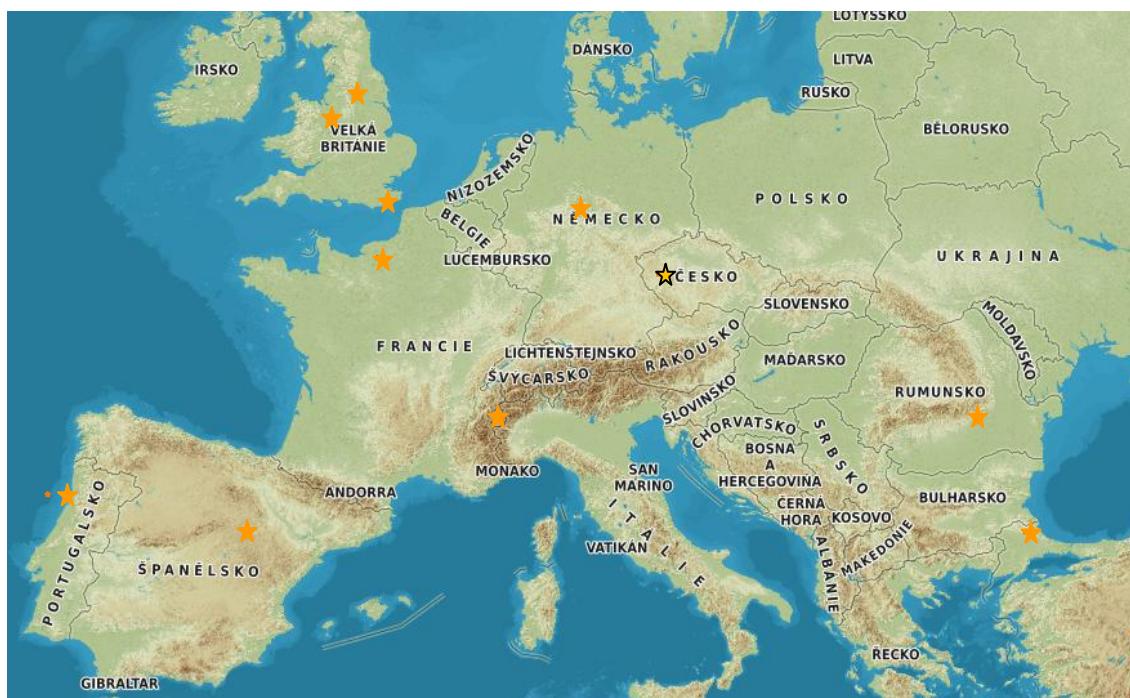 LOTYŠSKO
DÁNSKO
LITVA
IRSKO
RUSKO
BĚLORUSKO
VELKÁ
BRITÁNIE
NIZOZEMSKO
POLSKO
BELGIE
NĚMECKO
LUCEMBURSKO
UKRAJINA
ČESKO
SLOVENSKO
MOLDAVSKO
FRANCIE
LICHTENŠTEJNSKO
RAKOUSKO
MAĎARSKO
ŠVÝCARSKO
RUMUNSKO
SLOVINSKO
CHORVATSKO
SRBSKO
BOSNA
A
HERCEGOVINA
MONAKO
SAN
MARINO
ANDORRA
BULHARSKO
ČERNÁ
HORA
KOSOVO
PORTUGALSKO
ITÁLIE
VATIKÁN
MAKEDONIE
ALBÁNIE
ŠPANĚLSKO
ŘECKO
GIBRALTAR